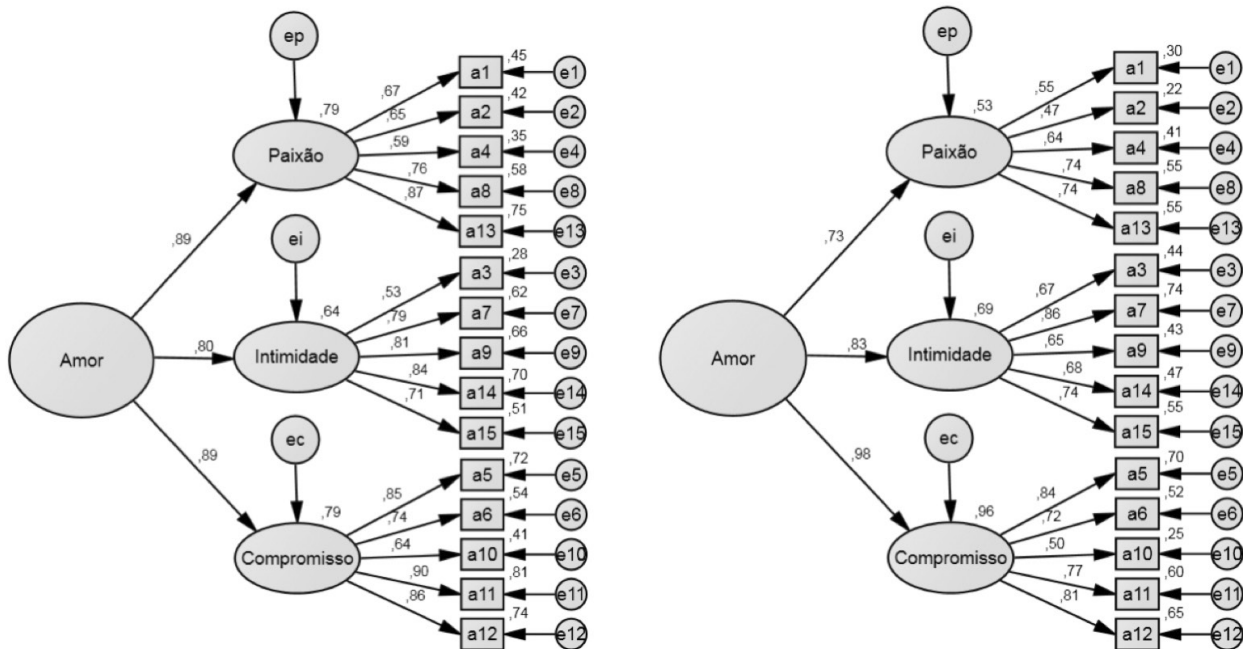 ep
,79
Paixão
,67
,65
,59
,76
,87
a1
,45
e1
a2
,42
e2
a4
,35
e4
a8
,58
e8
a13
,75
e13
,89
ei
,64
Intimidade
,53
,79
,81
,84
,71
a3
,28
e3
a7
,62
e7
a9
,66
e9
a14
,70
e14
a15
,51
e15
Amor
,80
,89
ec
,79
Compromisso
,85
,74
,64
,90
,86
a5
,72
e5
a6
,54
e6
a10
,41
e10
a11
,81
e11
a12
,74
e12
ep
,53
Paixão
,55
,47
,64
,74
,74
a1
,30
e1
a2
,22
e2
a4
,41
e4
a8
,55
e8
a13
,55
e13
,73
ei
,69
Intimidade
,67
,86
,65
,68
,74
a3
,44
e3
a7
,74
e7
a9
,43
e9
a14
,47
e14
a15
,55
e15
Amor
,83
,98
ec
,96
Compromisso
,84
,72
,50
,77
,81
a5
,70
e5
a6
,52
e6
a10
,25
e10
a11
,60
e11
a12
,65
e12